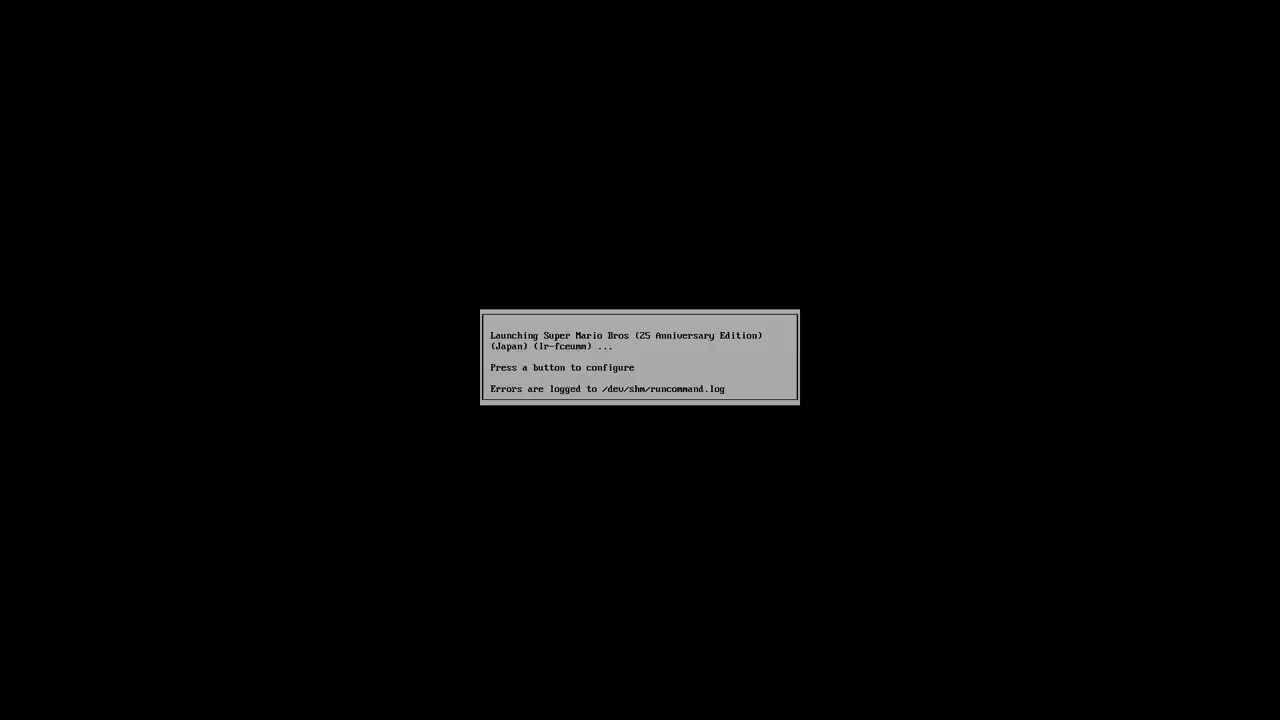 Launching Super Mario Bros (25 Anniversary Edition)
(Japan) (lr-fceumm) ...
Press a button to configure
Errors are logged to /dev/shm/runcommand.log